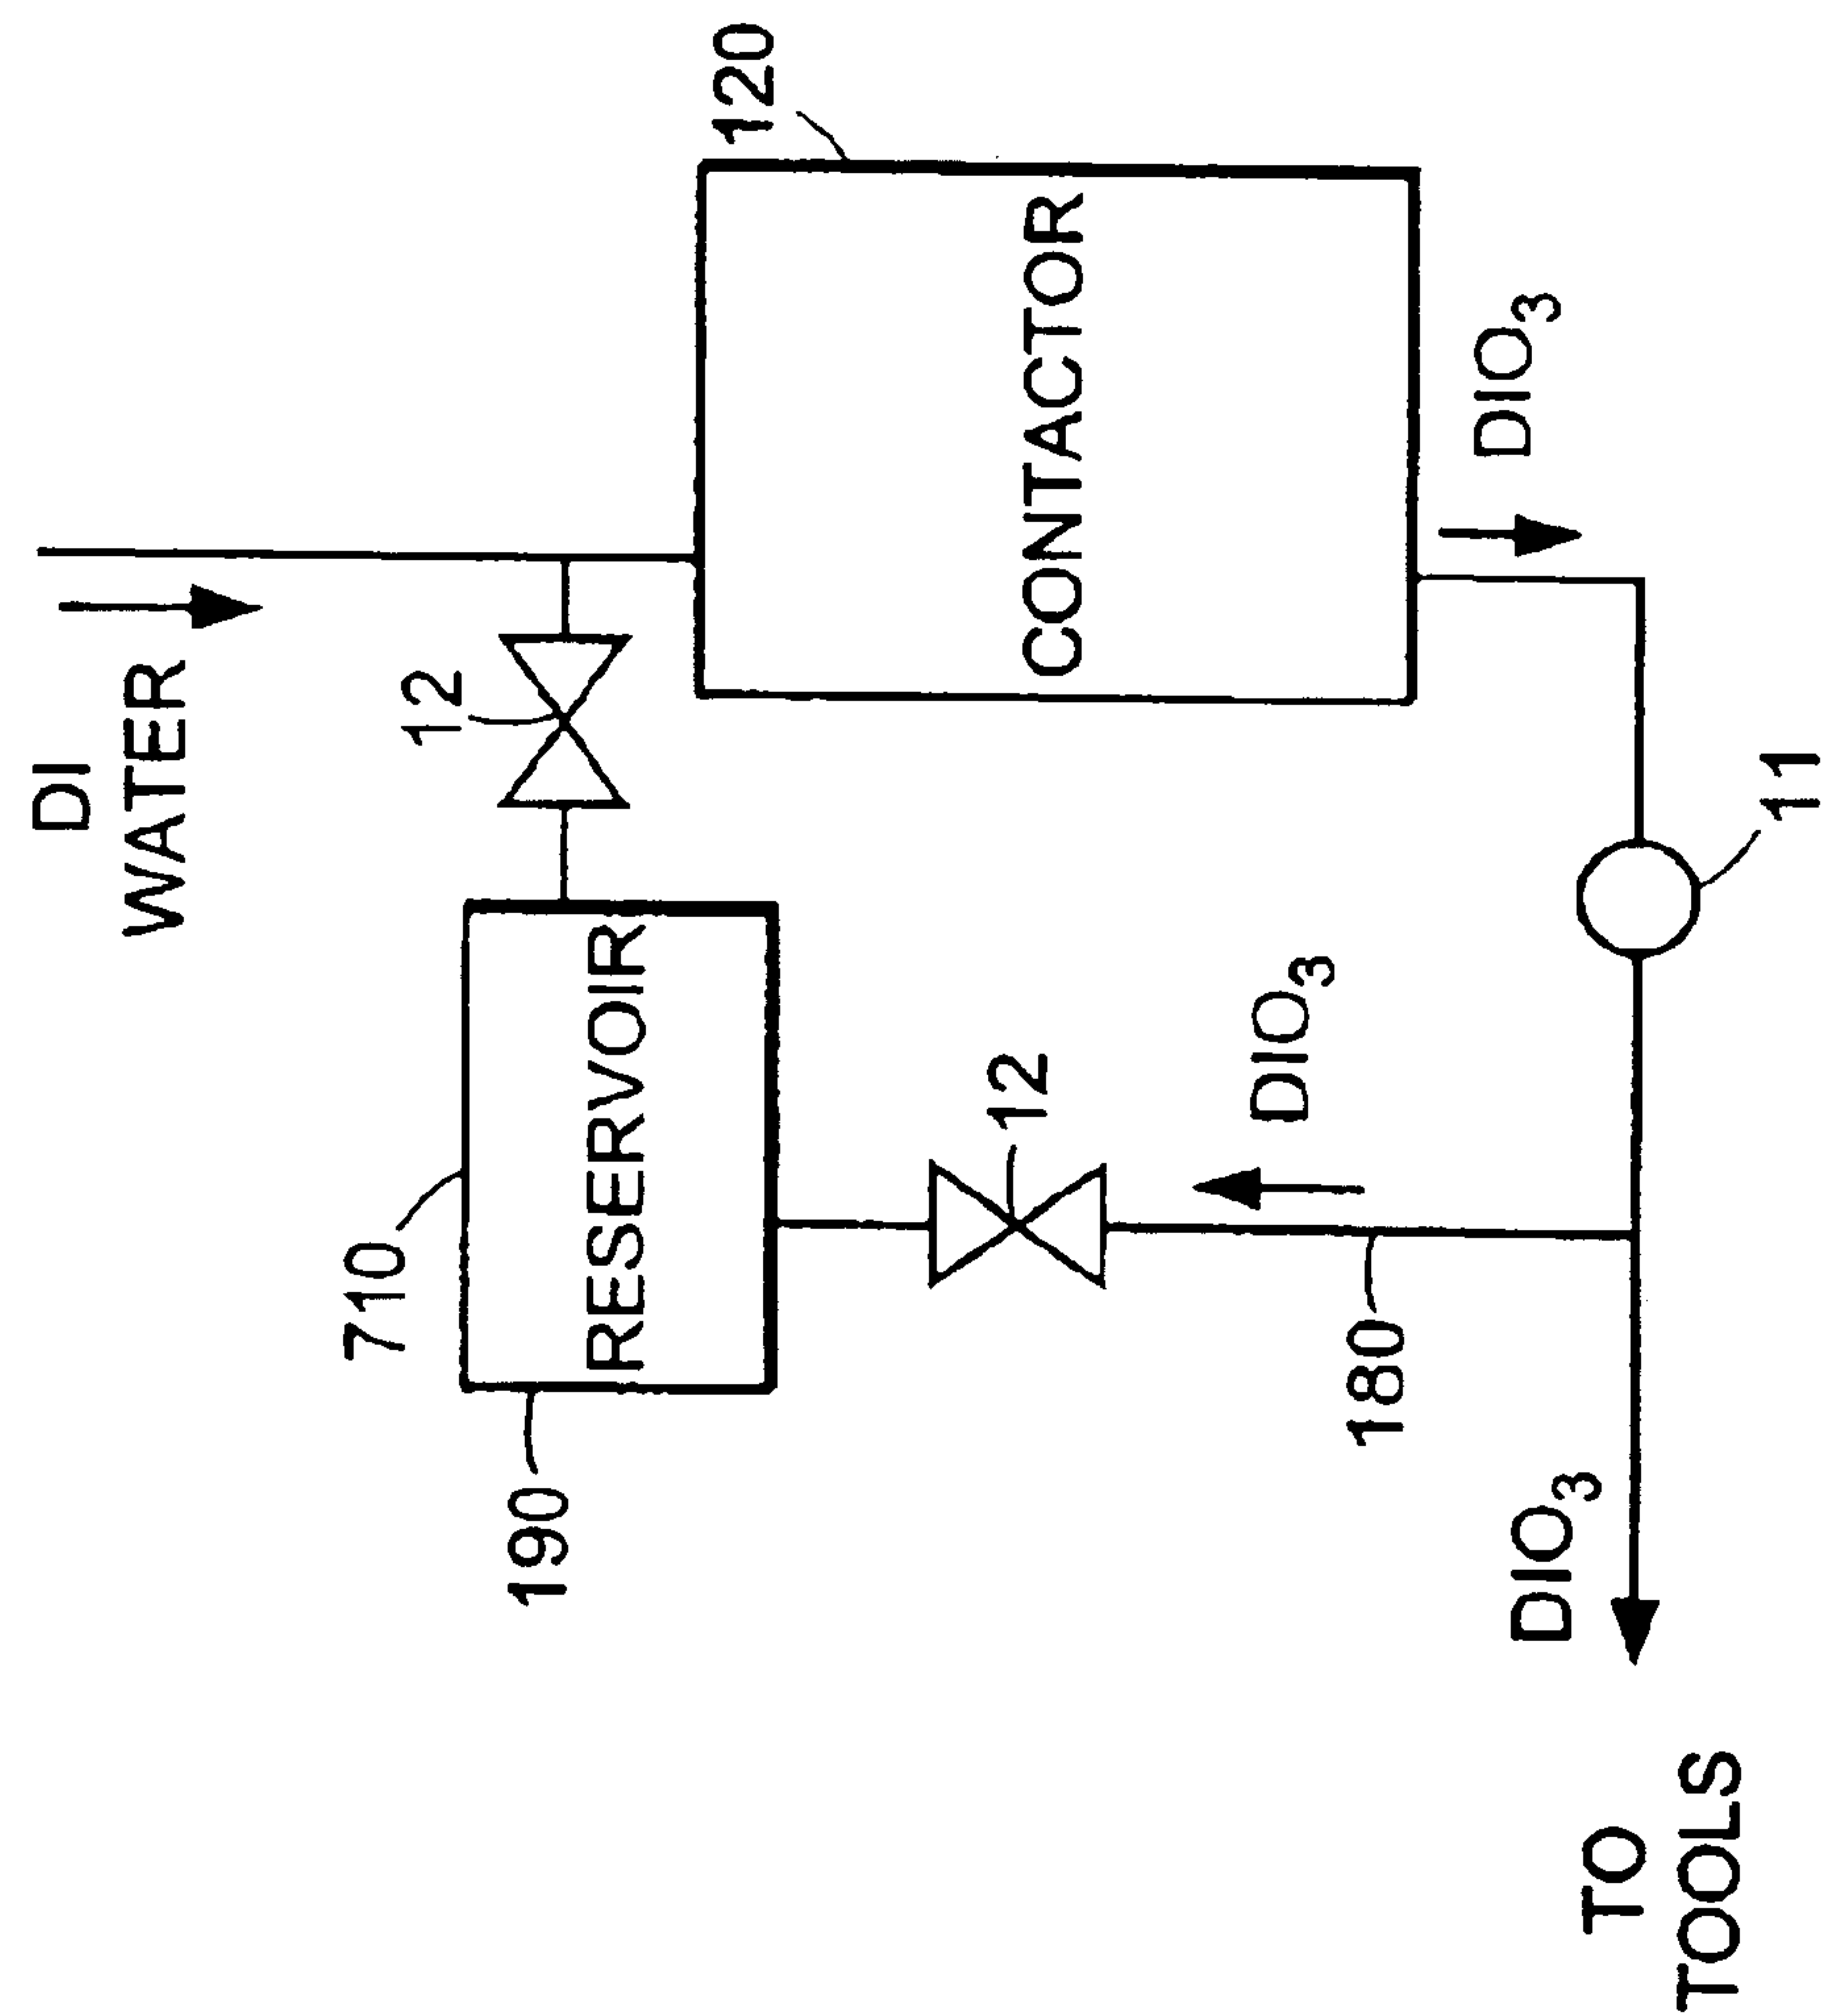 DI
WATER
710
12
190
RESERVOIR
120
12
CONTACTOR
DIO₃
180
DIO₃
DIO₃
TO
TOOLS
11